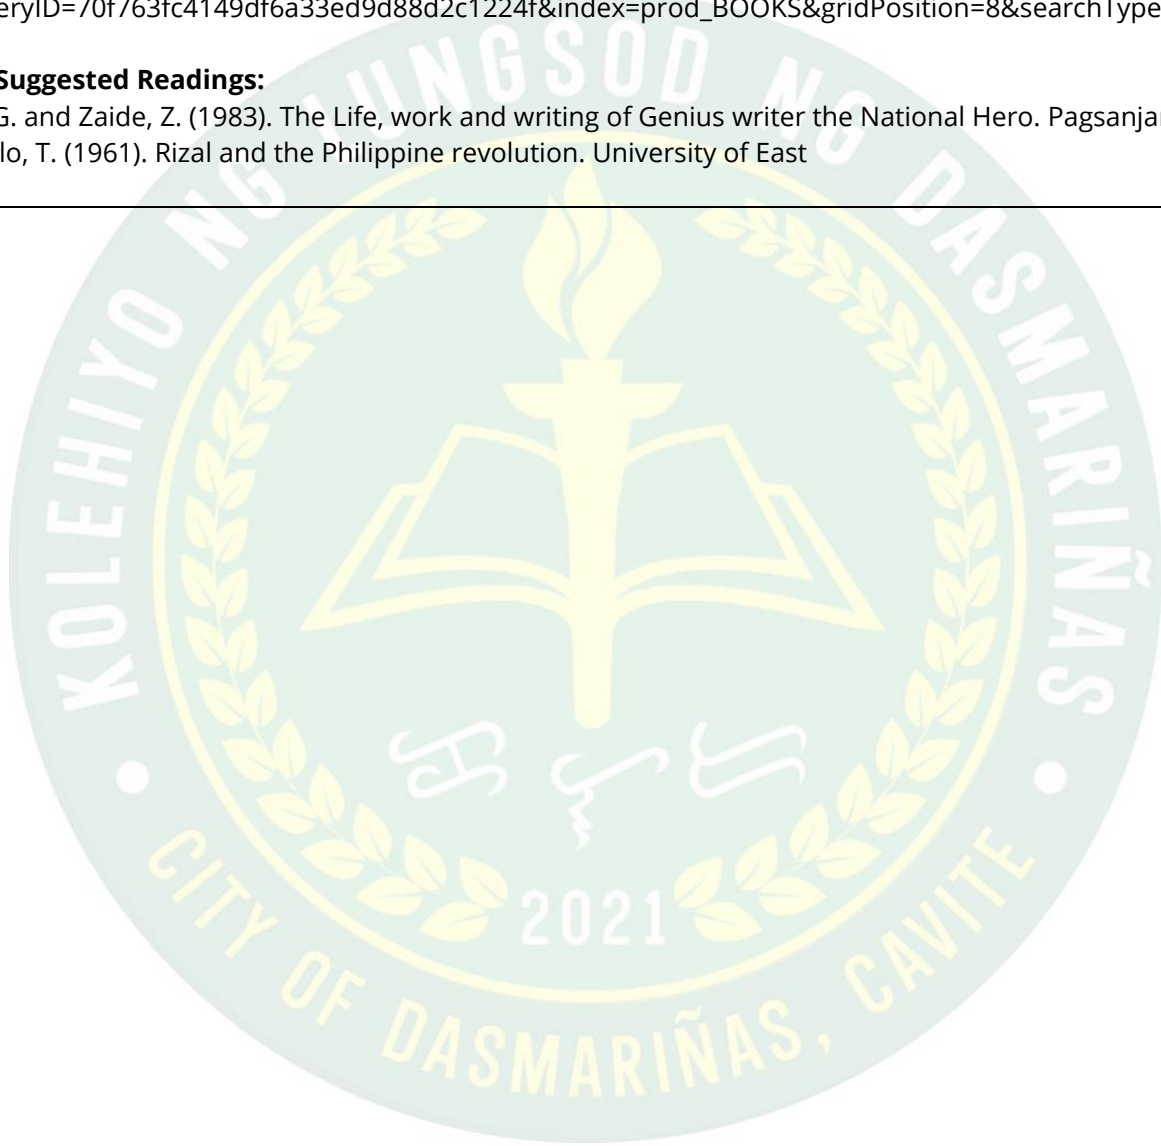 eryID=70f763fc4149df6a33ed9d88d2c1224f&index=prod_BOOKS&gridPosition=8&searchType
Suggested Readings:
G. and Zaide, Z. (1983). The Life, work and writing of Genius writer the National Hero. Pagsanjan
lo, T. (1961). Rizal and the Philippine revolution. University of East
KOLEHIYO NG LUNGSOD NG DASMARIÑAS
2021
CITY OF DASMARIÑAS, CAVITE